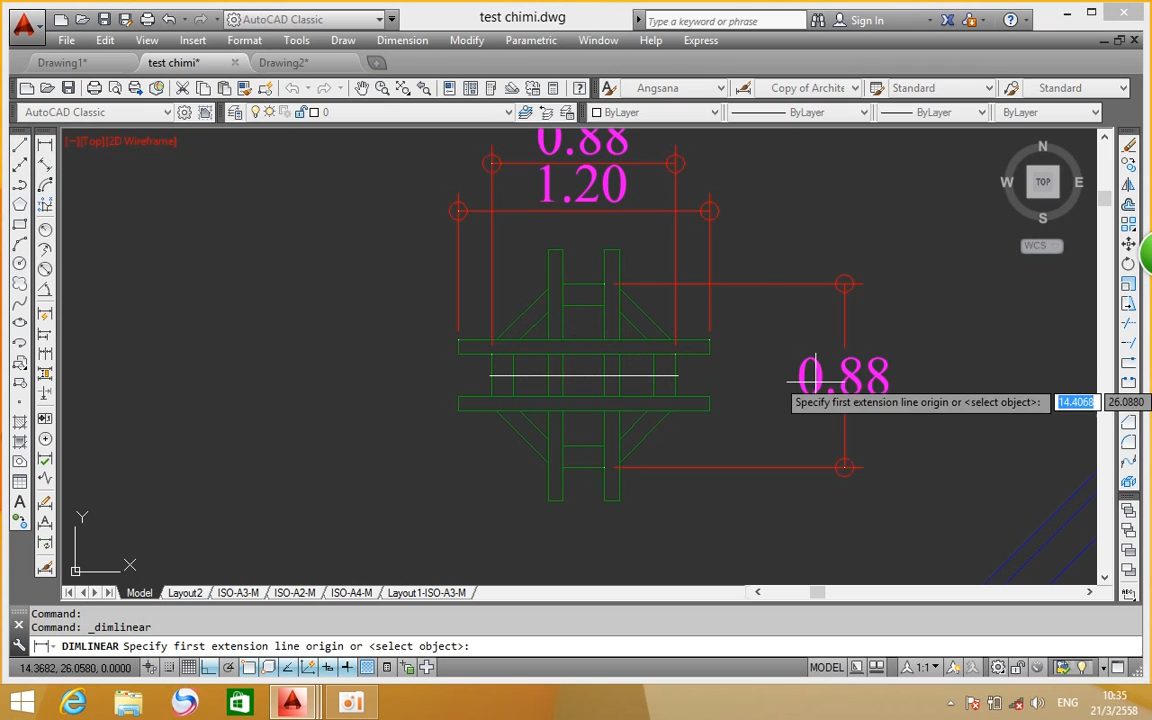 AutoCAD Classic
test chimi.dwg
Type a keyword or phrase
Sign In
File Edit View Insert Format Tools Draw Dimension Modify Parametric Window Help Express
Drawing1* test chimi* Drawing2*
Angsana Copy of Archite Standard Standard
AutoCAD Classic 0 ByLayer ByLayer ByLayer ByLayer
[−][Top][2D Wireframe]
0.88
1.20
N
W TOP E
S
WCS
0.88
Specify first extension line origin or <select object>: 14.4068 26.0880
Y
X
Model Layout2 ISO-A3-M ISO-A2-M ISO-A4-M Layout1-ISO-A3-M
Command:
Command: _dimlinear
DIMLINEAR Specify first extension line origin or <select object>:
14.3682, 26.0580, 0.0000 MODEL 1:1
ENG 10:35
21/3/2558